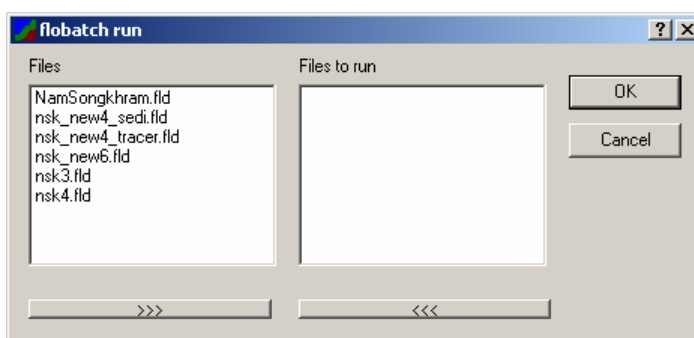 flobatch run
Files
Files to run
NamSongkhram.fld
nsk_new4_sedi.fld
nsk_new4_tracer.fld
nsk_new6.fld
nsk3.fld
nsk4.fld
OK
Cancel
>>>
<<<